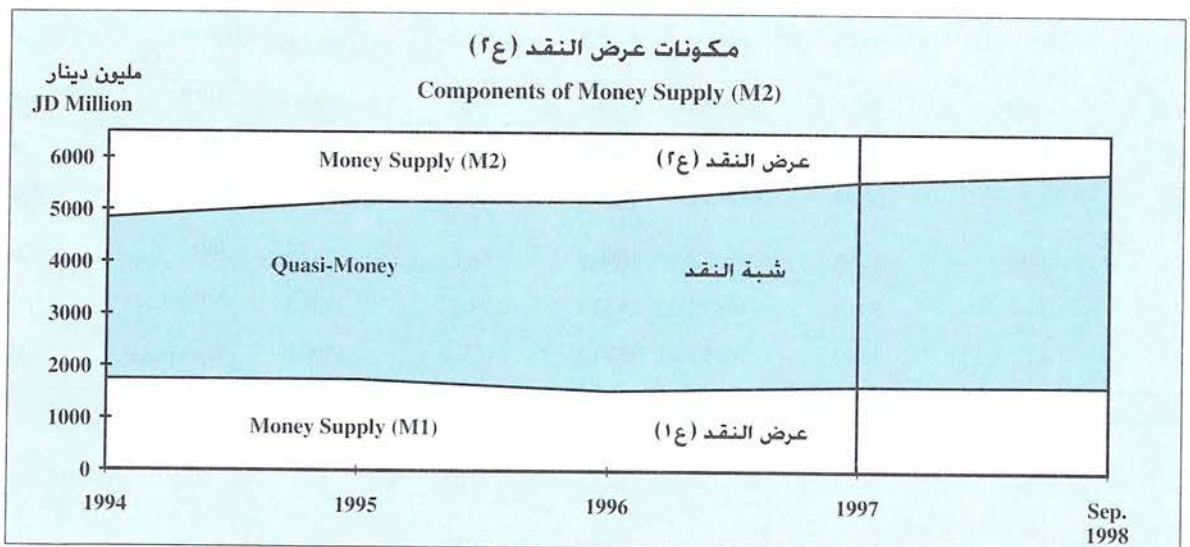 مكونات عرض النقد (ع٢)
مليون دينار
JD Million
Components of Money Supply (M2)
6000
Money Supply (M2) عرض النقد (ع٢)
5000
4000
Quasi-Money شبة النقد
3000
2000
1000
Money Supply (M1) عرض النقد (ع١)
0
1994 1995 1996 1997 Sep.
1998